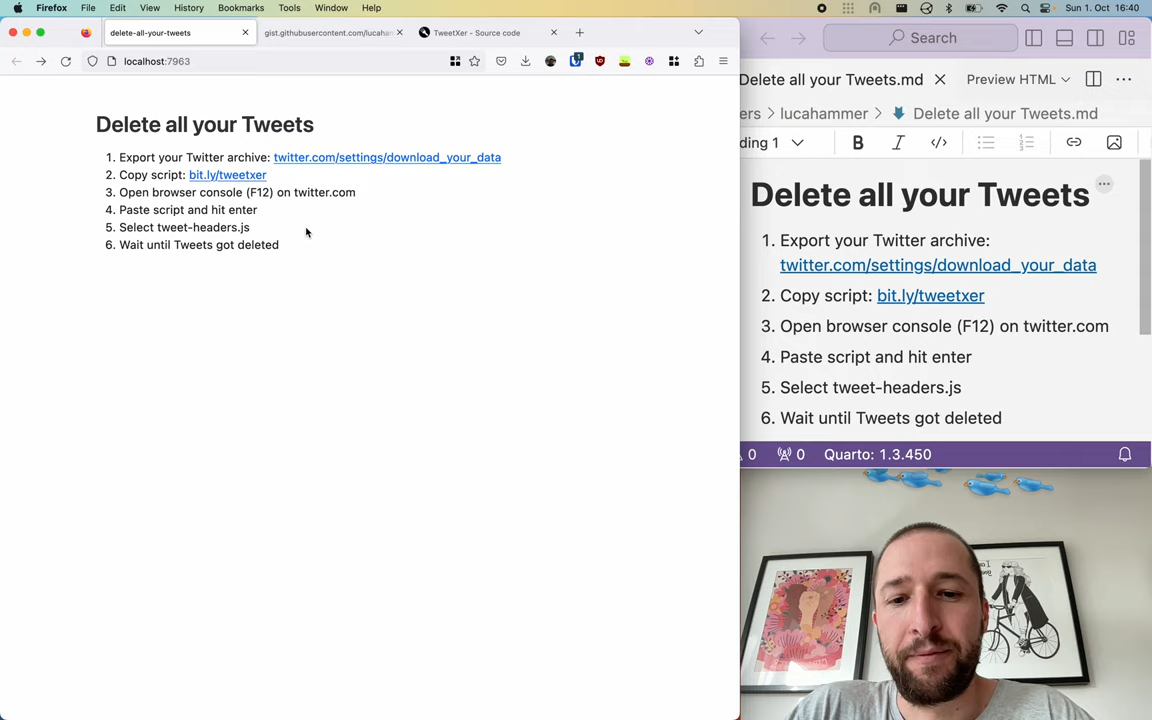 Firefox File Edit View History Bookmarks Tools Window Help
Sun 1. Oct 16:40
delete-all-your-tweets
gist.githubusercontent.com/lucaham
TweetXer - Source code
localhost:7963
Delete all your Tweets
1. Export your Twitter archive: twitter.com/settings/download_your_data
2. Copy script: bit.ly/tweetxer
3. Open browser console (F12) on twitter.com
4. Paste script and hit enter
5. Select tweet-headers.js
6. Wait until Tweets got deleted
Search
Delete all your Tweets.md
Preview HTML
ers > lucahammer > Delete all your Tweets.md
ding 1
B I </>
Delete all your Tweets
1. Export your Twitter archive:
twitter.com/settings/download_your_data
2. Copy script: bit.ly/tweetxer
3. Open browser console (F12) on twitter.com
4. Paste script and hit enter
5. Select tweet-headers.js
6. Wait until Tweets got deleted
0 0 Quarto: 1.3.450